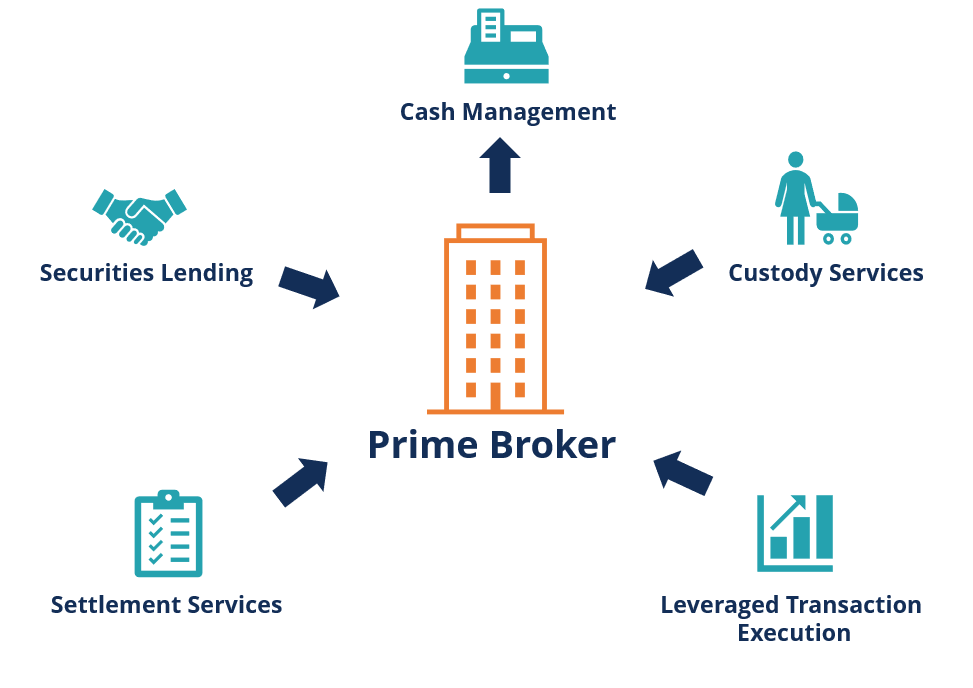 Cash Management
Securities Lending
Custody Services
Prime Broker
Settlement Services
Leveraged Transaction
Execution